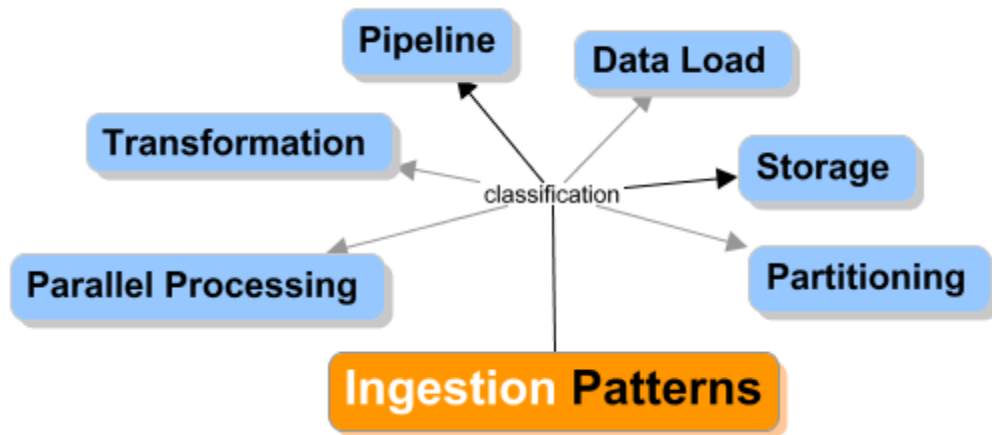 Pipeline
Data Load
Transformation
Storage
classification
Parallel Processing
Partitioning
Ingestion Patterns